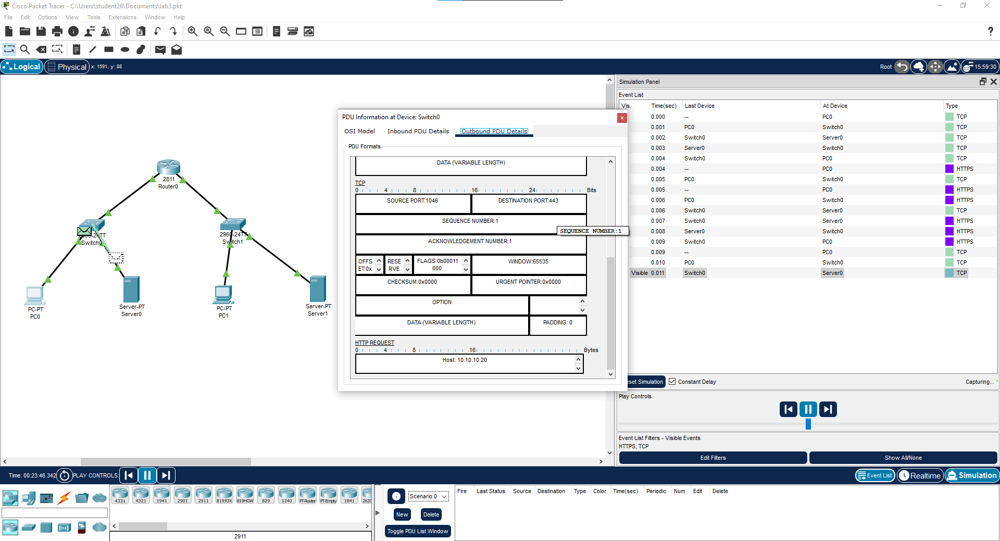 Cisco Packet Tracer - C:\Users\student26\Documents\lab3.pkt
File Edit Options View Tools Extensions Window Help
Logical Physical x: 1591, y: 88 Root 15:59:30
Simulation Panel
Event List
Vis. Time(sec) Last Device At Device Type
0.000 -- PC0 TCP
0.001 PC0 Switch0 TCP
0.002 Switch0 Server0 TCP
0.003 Server0 Switch0 TCP
0.004 Switch0 PC0 TCP
0.004 -- PC0 HTTPS
0.005 PC0 Switch0 TCP
0.005 -- PC0 HTTPS
0.006 PC0 Switch0 HTTPS
0.006 Switch0 Server0 TCP
0.007 Switch0 Server0 HTTPS
0.008 Server0 Switch0 HTTPS
0.009 Switch0 PC0 HTTPS
0.009 -- PC0 TCP
0.010 PC0 Switch0 TCP
Visible 0.011 Switch0 Server0 TCP
PDU Information at Device: Switch0
OSI Model Inbound PDU Details Outbound PDU Details
PDU Formats
DATA (VARIABLE LENGTH)
TCP
0 4 8 16 24 Bits
SOURCE PORT:1046 DESTINATION PORT:443
SEQUENCE NUMBER:1
SEQUENCE NUMBER:1
ACKNOWLEDGEMENT NUMBER:1
OFFS RESE FLAGS:0b00011 WINDOW:65535
ET:0x RVE 000
CHECKSUM:0x0000 URGENT POINTER:0x0000
OPTION
DATA (VARIABLE LENGTH) PADDING: 0
HTTP REQUEST
0 4 8 16 Bytes
Host: 10.10.10.20
2811
Router0
2960-24TT
Switch0
2960-24TT
Switch1
PC-PT
PC0
Server-PT
Server0
PC-PT
PC1
Server-PT
Server1
set Simulation Constant Delay Capturing... *
Play Controls
Event List Filters - Visible Events
HTTPS, TCP
Edit Filters Show All/None
Time: 00:23:46.342 PLAY CONTROLS: Event List Realtime Simulation
4331 4321 1941 2901 2911 819IOX 819HGW 829 1240 PT-Router PT-Empty 1841 262
2911
Scenario 0
New Delete
Toggle PDU List Window
Fire Last Status Source Destination Type Color Time(sec) Periodic Num Edit Delete